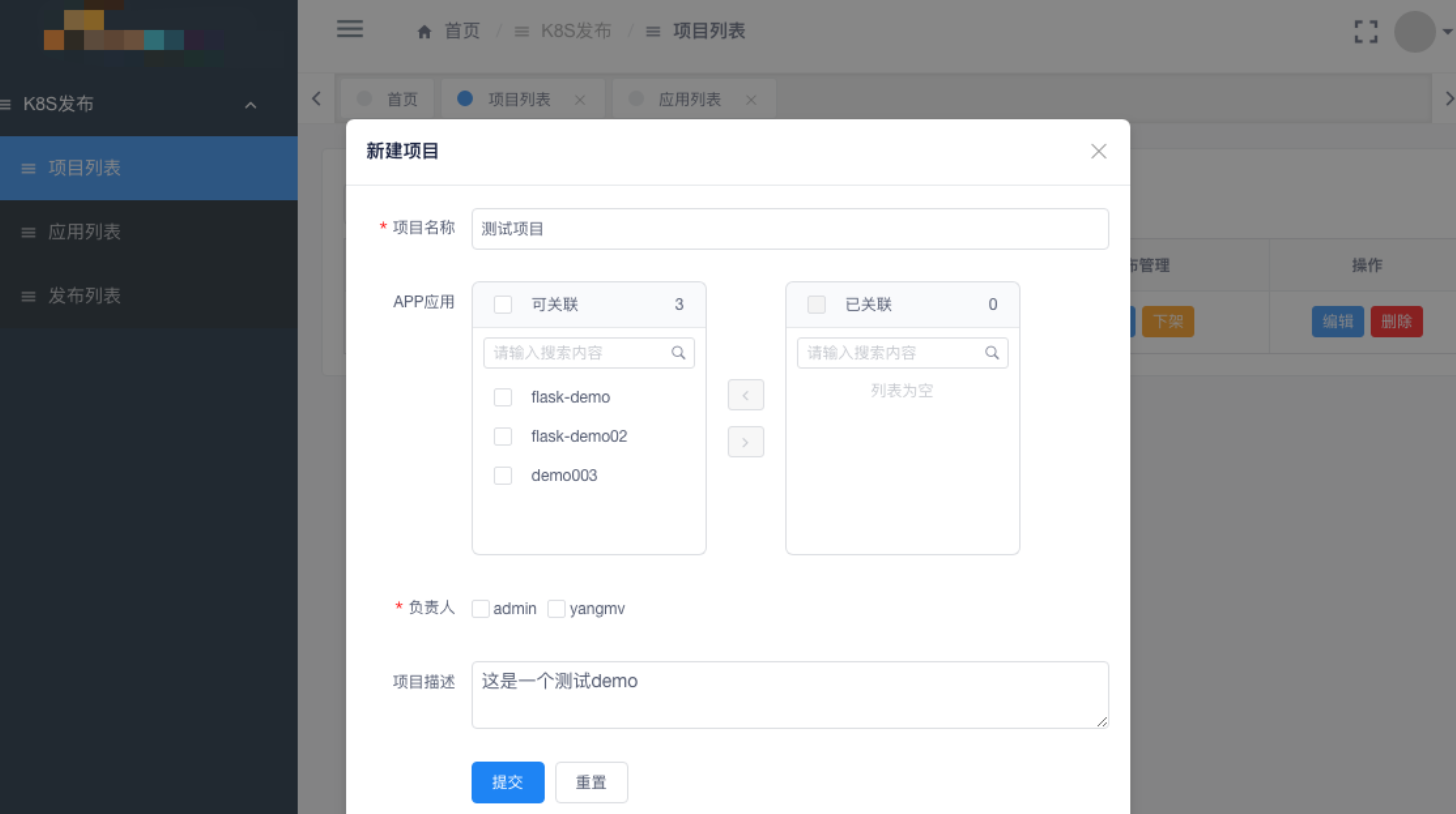 首页 / K8S发布 / 项目列表
K8S发布
项目列表
应用列表
发布列表
首页 项目列表 应用列表
新建项目
* 项目名称 测试项目
APP应用
可关联 3
请输入搜索内容
flask-demo
flask-demo02
demo003
已关联 0
请输入搜索内容
列表为空
* 负责人 admin yangmv
项目描述 这是一个测试demo
提交 重置
布管理 操作
下架 编辑 删除